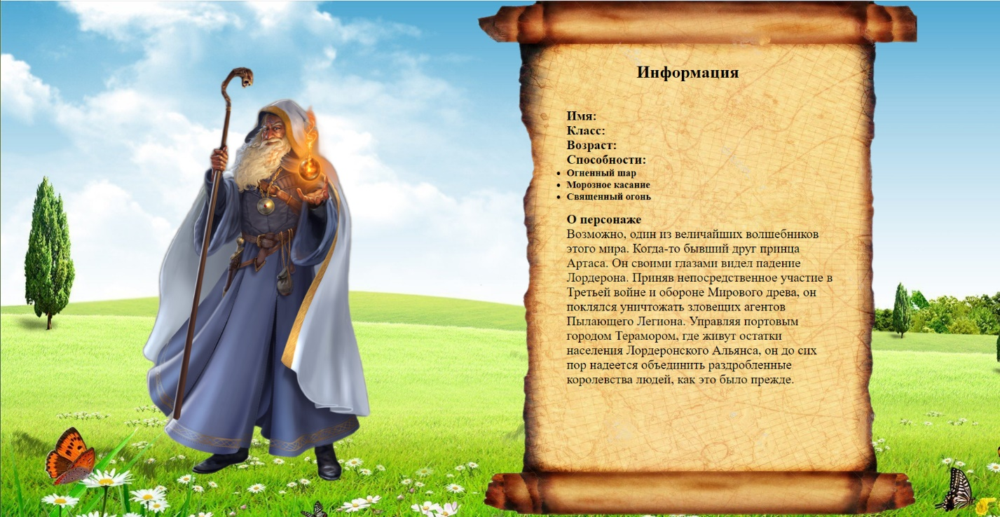 Информация
Имя:
Класс:
Возраст:
Способности:
Огненный шар
Морозное касание
Священный огонь
О персонаже
Возможно, один из величайших волшебников
этого мира. Когда-то бывший друг принца
Артаса. Он своими глазами видел падение
Лордерона. Приняв непосредственное участие в
Третьей войне и обороне Мирового древа, он
поклялся уничтожать зловещих агентов
Пылающего Легиона. Управляя портовым
городом Терамором, где живут остатки
населения Лордеронского Альянса, он до сих
пор надеется объединить раздробленные
королевства людей, как это было прежде.